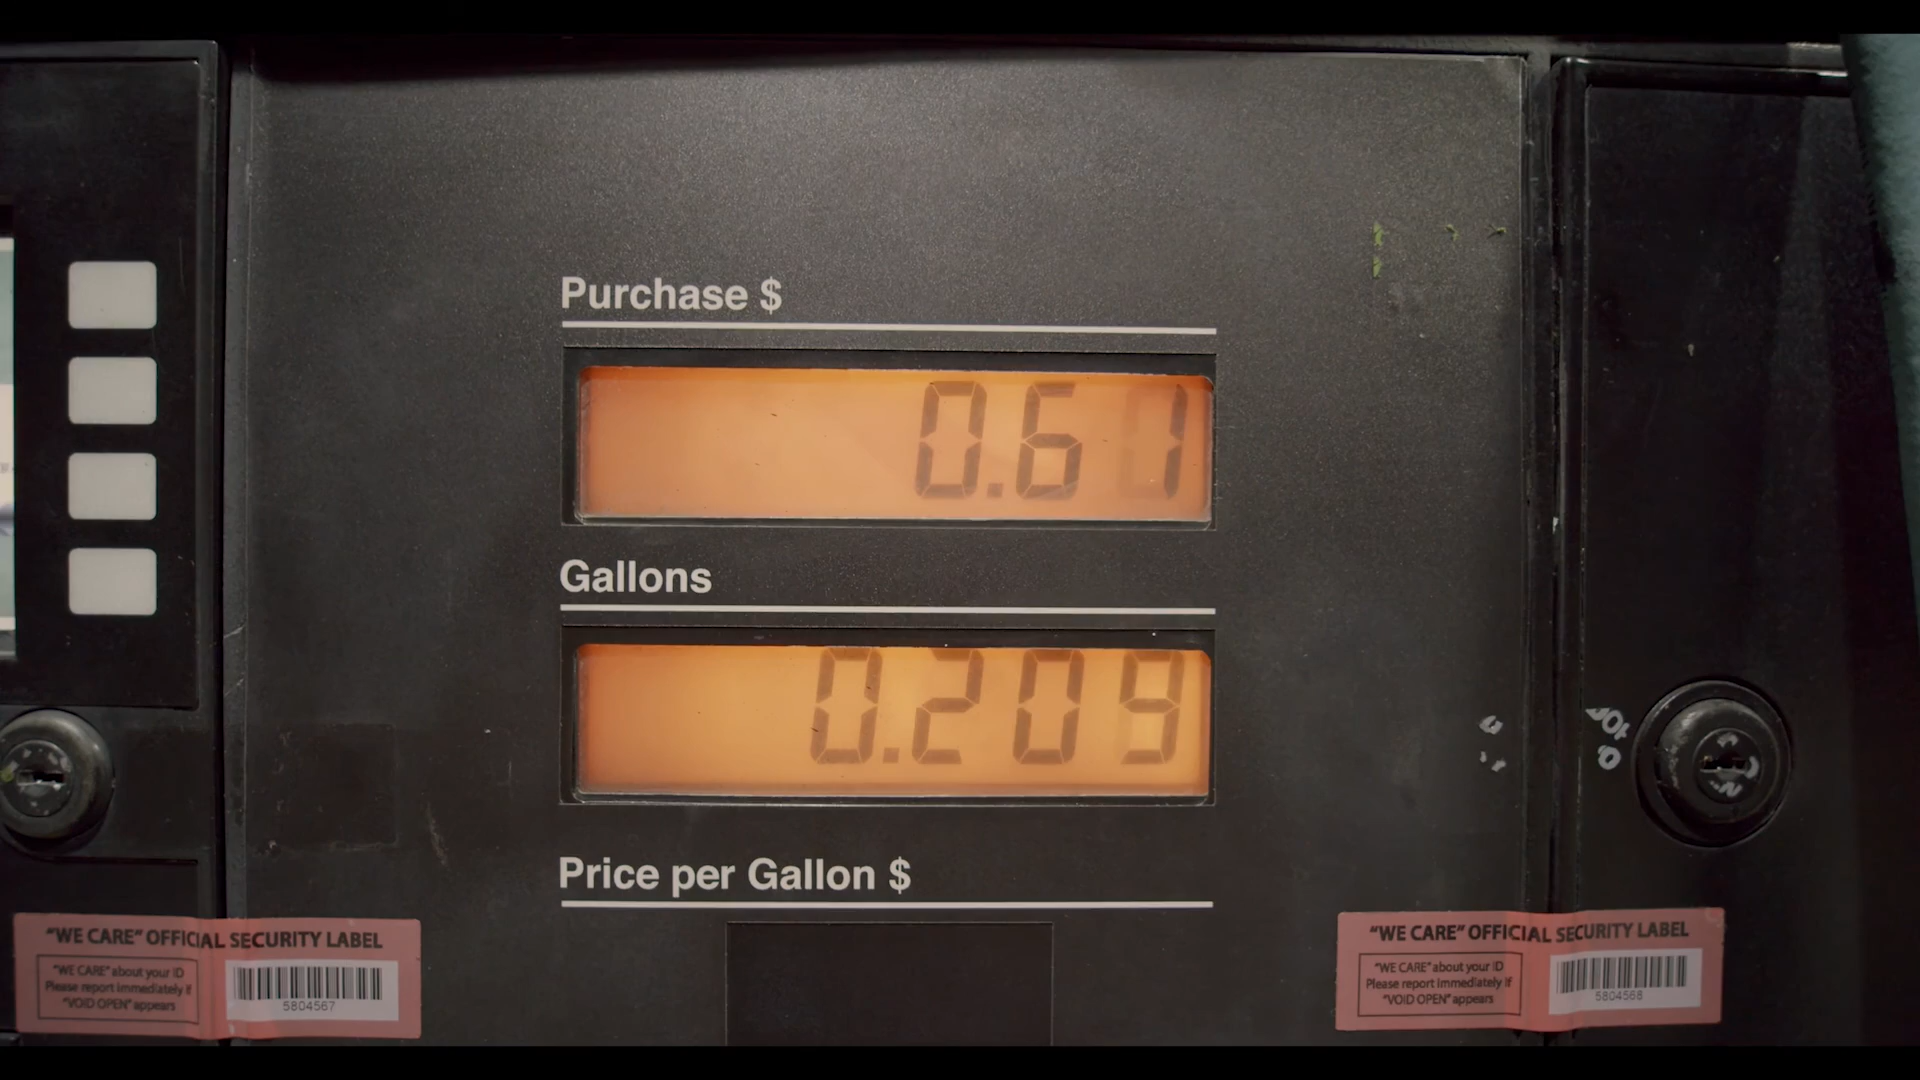 Purchase $
0.61
Gallons
0.209
Price per Gallon $
"WE CARE" OFFICIAL SECURITY LABEL
"WE CARE" about your ID
Please report immediately if
"VOID OPEN" appears
5804567
"WE CARE" OFFICIAL SECURITY LABEL
"WE CARE" about your ID
Please report immediately if
"VOID OPEN" appears
5804568